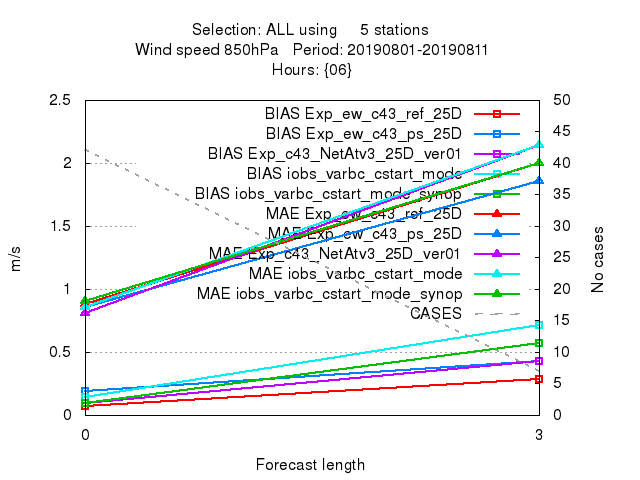 Selection: ALL using 5 stations
Wind speed 850hPa Period: 20190801-20190811
Hours: {06}
2.5
2
1.5
1
0.5
0
50
45
40
35
30
25
20
15
10
5
0
BIAS Exp_ew_c43_ref_25D
BIAS Exp_ew_c43_ps_25D
BIAS Exp_c43_NetAtv3_25D_ver01
BIAS iobs_varbc_cstart_mode
BIAS iobs_varbc_cstart_mode_synop
MAE Exp_ew_c43_ref_25D
MAE Exp_ew_c43_ps_25D
MAE Exp_c43_NetAtv3_25D_ver01
MAE iobs_varbc_cstart_mode
MAE iobs_varbc_cstart_mode_synop
CASES
m/s
No cases
0 3
Forecast length